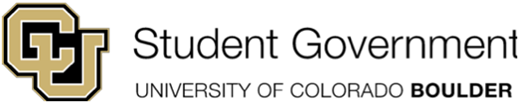 CU Student Government
UNIVERSITY OF COLORADO BOULDER